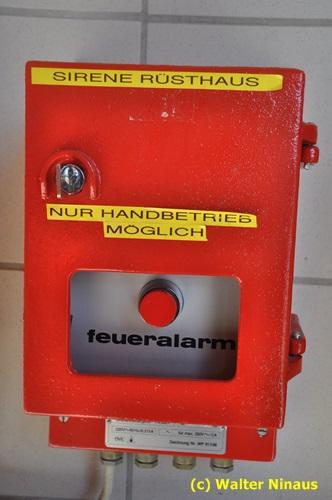 SIRENE RÜSTHAUS
NUR HANDBETRIEB
MÖGLICH
feueralarm
(c) Walter Ninaus